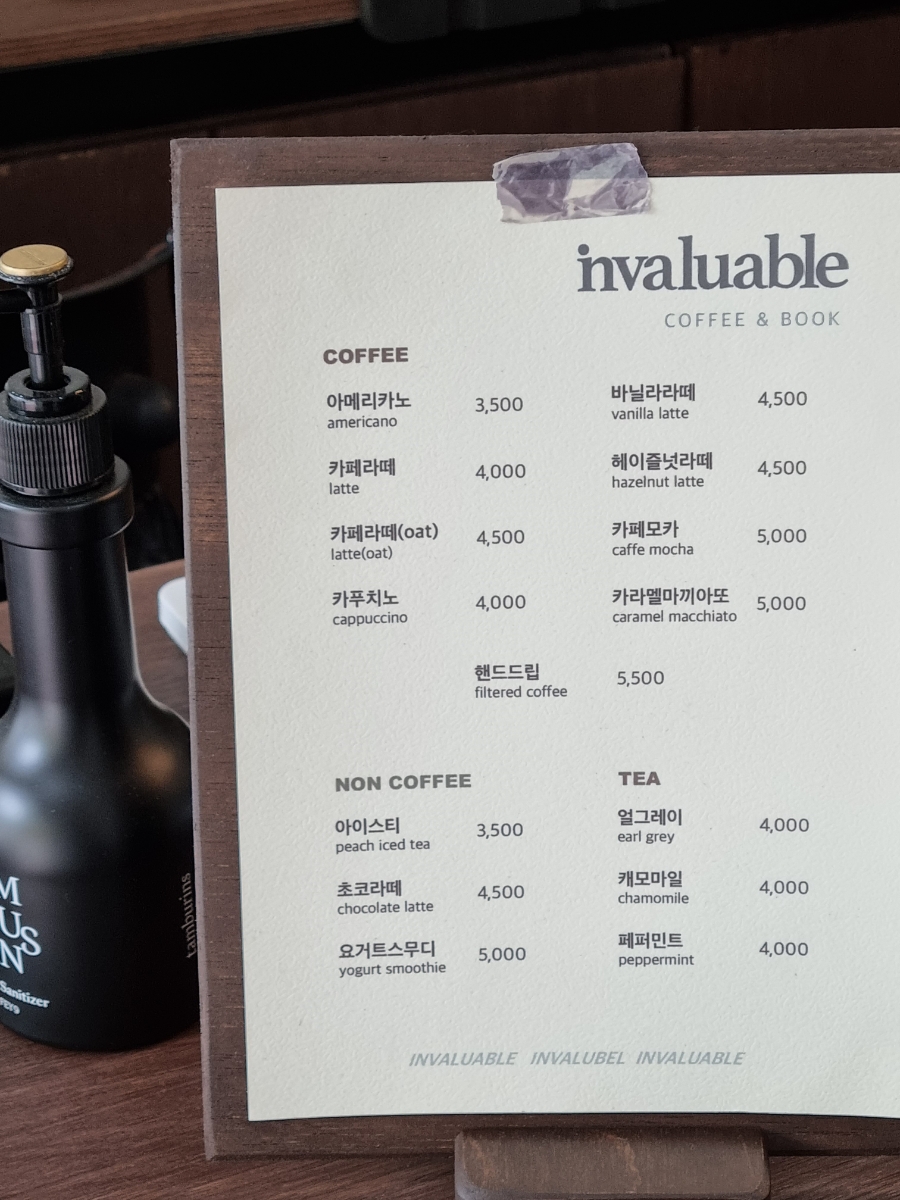 invaluable
COFFEE & BOOK
COFFEE
아메리카노 3,500
americano
카페라떼 4,000
latte
카페라떼(oat) 4,500
latte(oat)
카푸치노 4,000
cappuccino
바닐라라떼 4,500
vanilla latte
헤이즐넛라떼 4,500
hazelnut latte
카페모카 5,000
caffe mocha
카라멜마끼아또 5,000
caramel macchiato
핸드드립 5,500
filtered coffee
NON COFFEE
아이스티 3,500
peach iced tea
초코라떼 4,500
chocolate latte
요거트스무디 5,000
yogurt smoothie
TEA
얼그레이 4,000
earl grey
캐모마일 4,000
chamomile
페퍼민트 4,000
peppermint
INVALUABLE INVALUBEL INVALUABLE
M
US
N
Sanitizer
tamburins